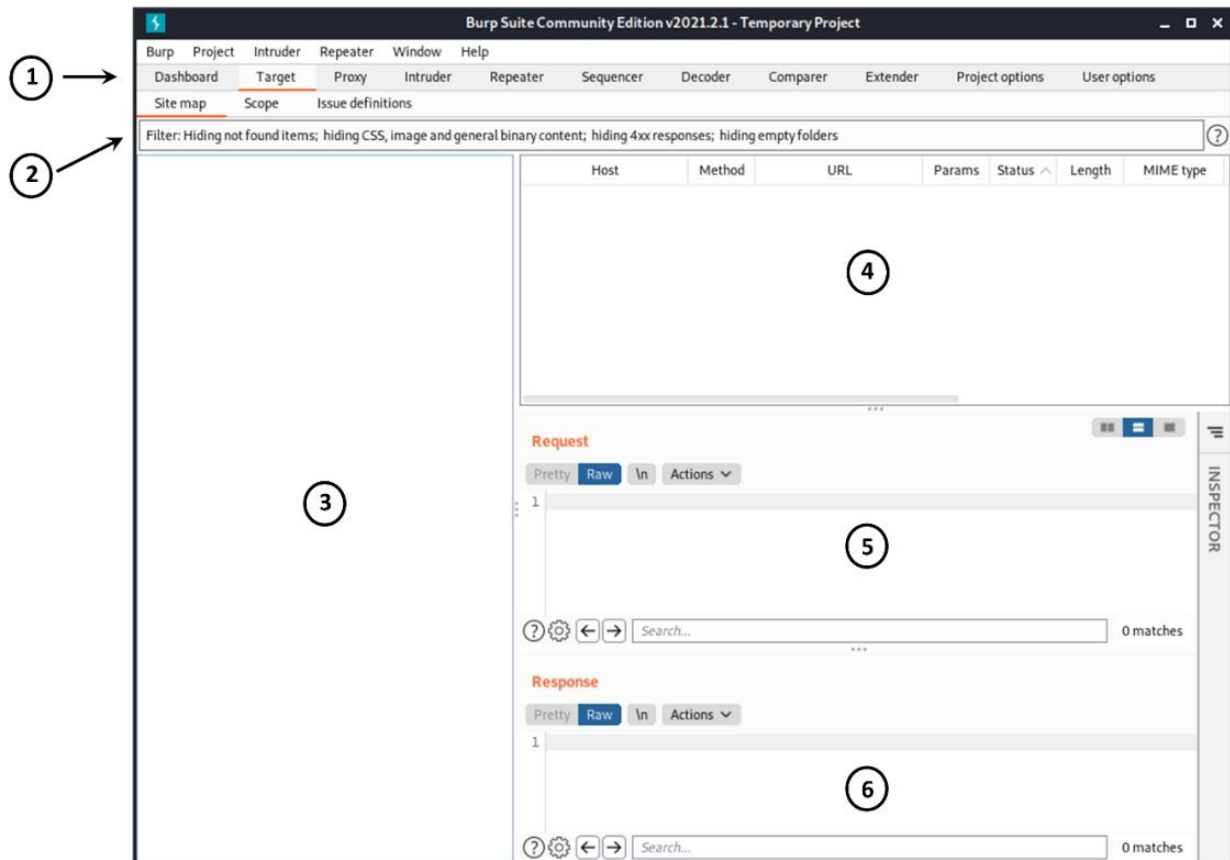 Burp Suite Community Edition v2021.2.1 - Temporary Project
Burp Project Intruder Repeater Window Help
1
Dashboard Target Proxy Intruder Repeater Sequencer Decoder Comparer Extender Project options User options
Site map Scope Issue definitions
2
Filter: Hiding not found items; hiding CSS, image and general binary content; hiding 4xx responses; hiding empty folders ?
Host Method URL Params Status Length MIME type
4
3
Request
Pretty Raw \n Actions
1
INSPECTOR
5
? Search... 0 matches
Response
Pretty Raw \n Actions
1
6
? Search... 0 matches